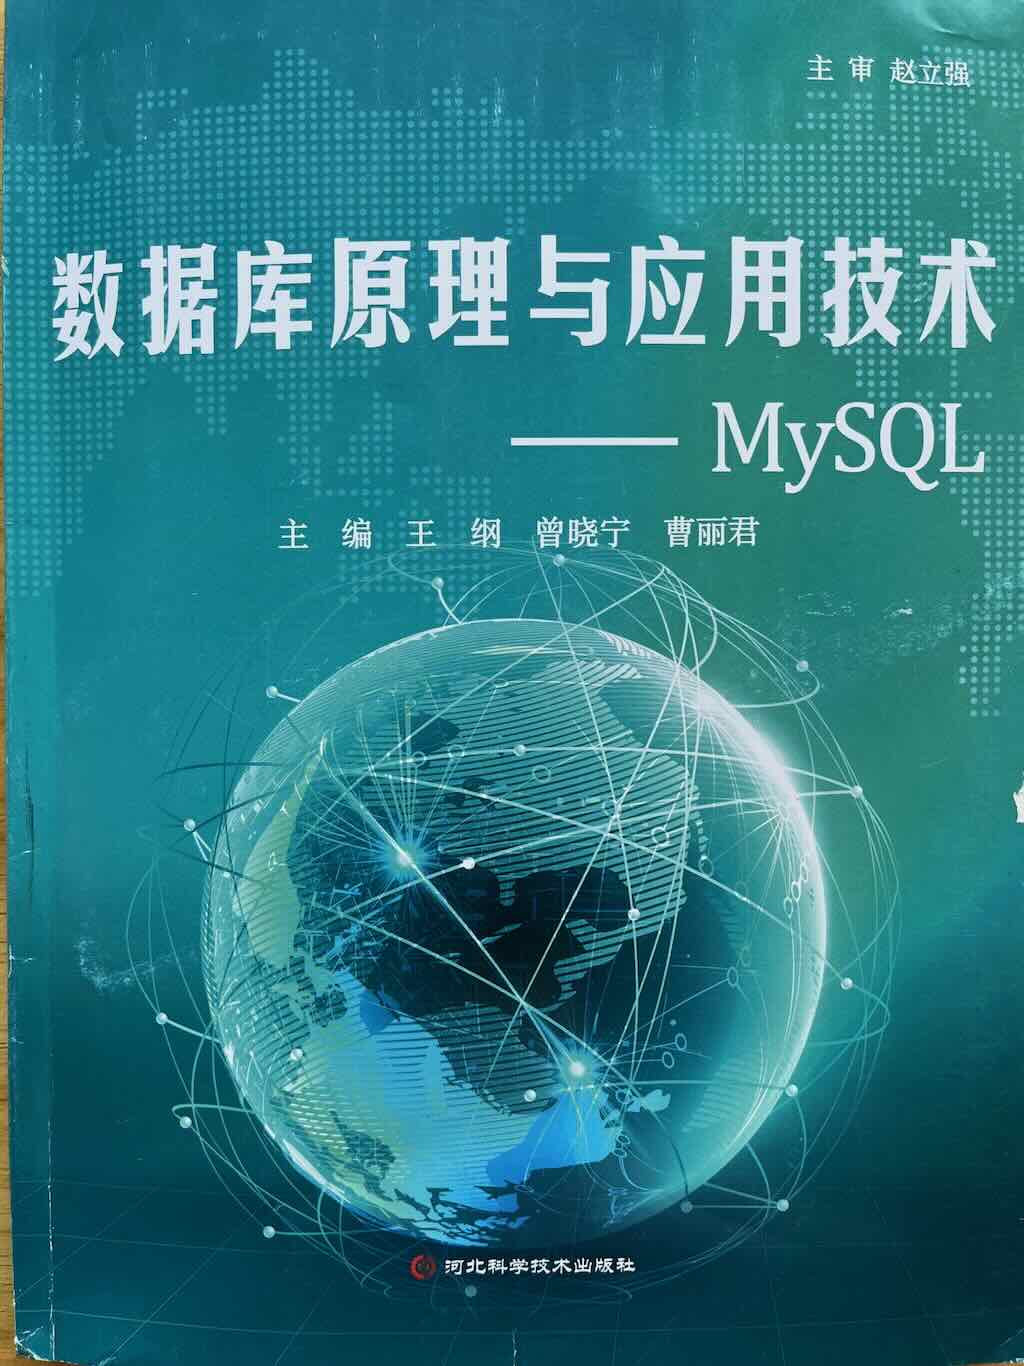 主 审 赵立强
数据库原理与应用技术
—— MySQL
主 编 王 纲 曾晓宁 曹丽君
河北科学技术出版社